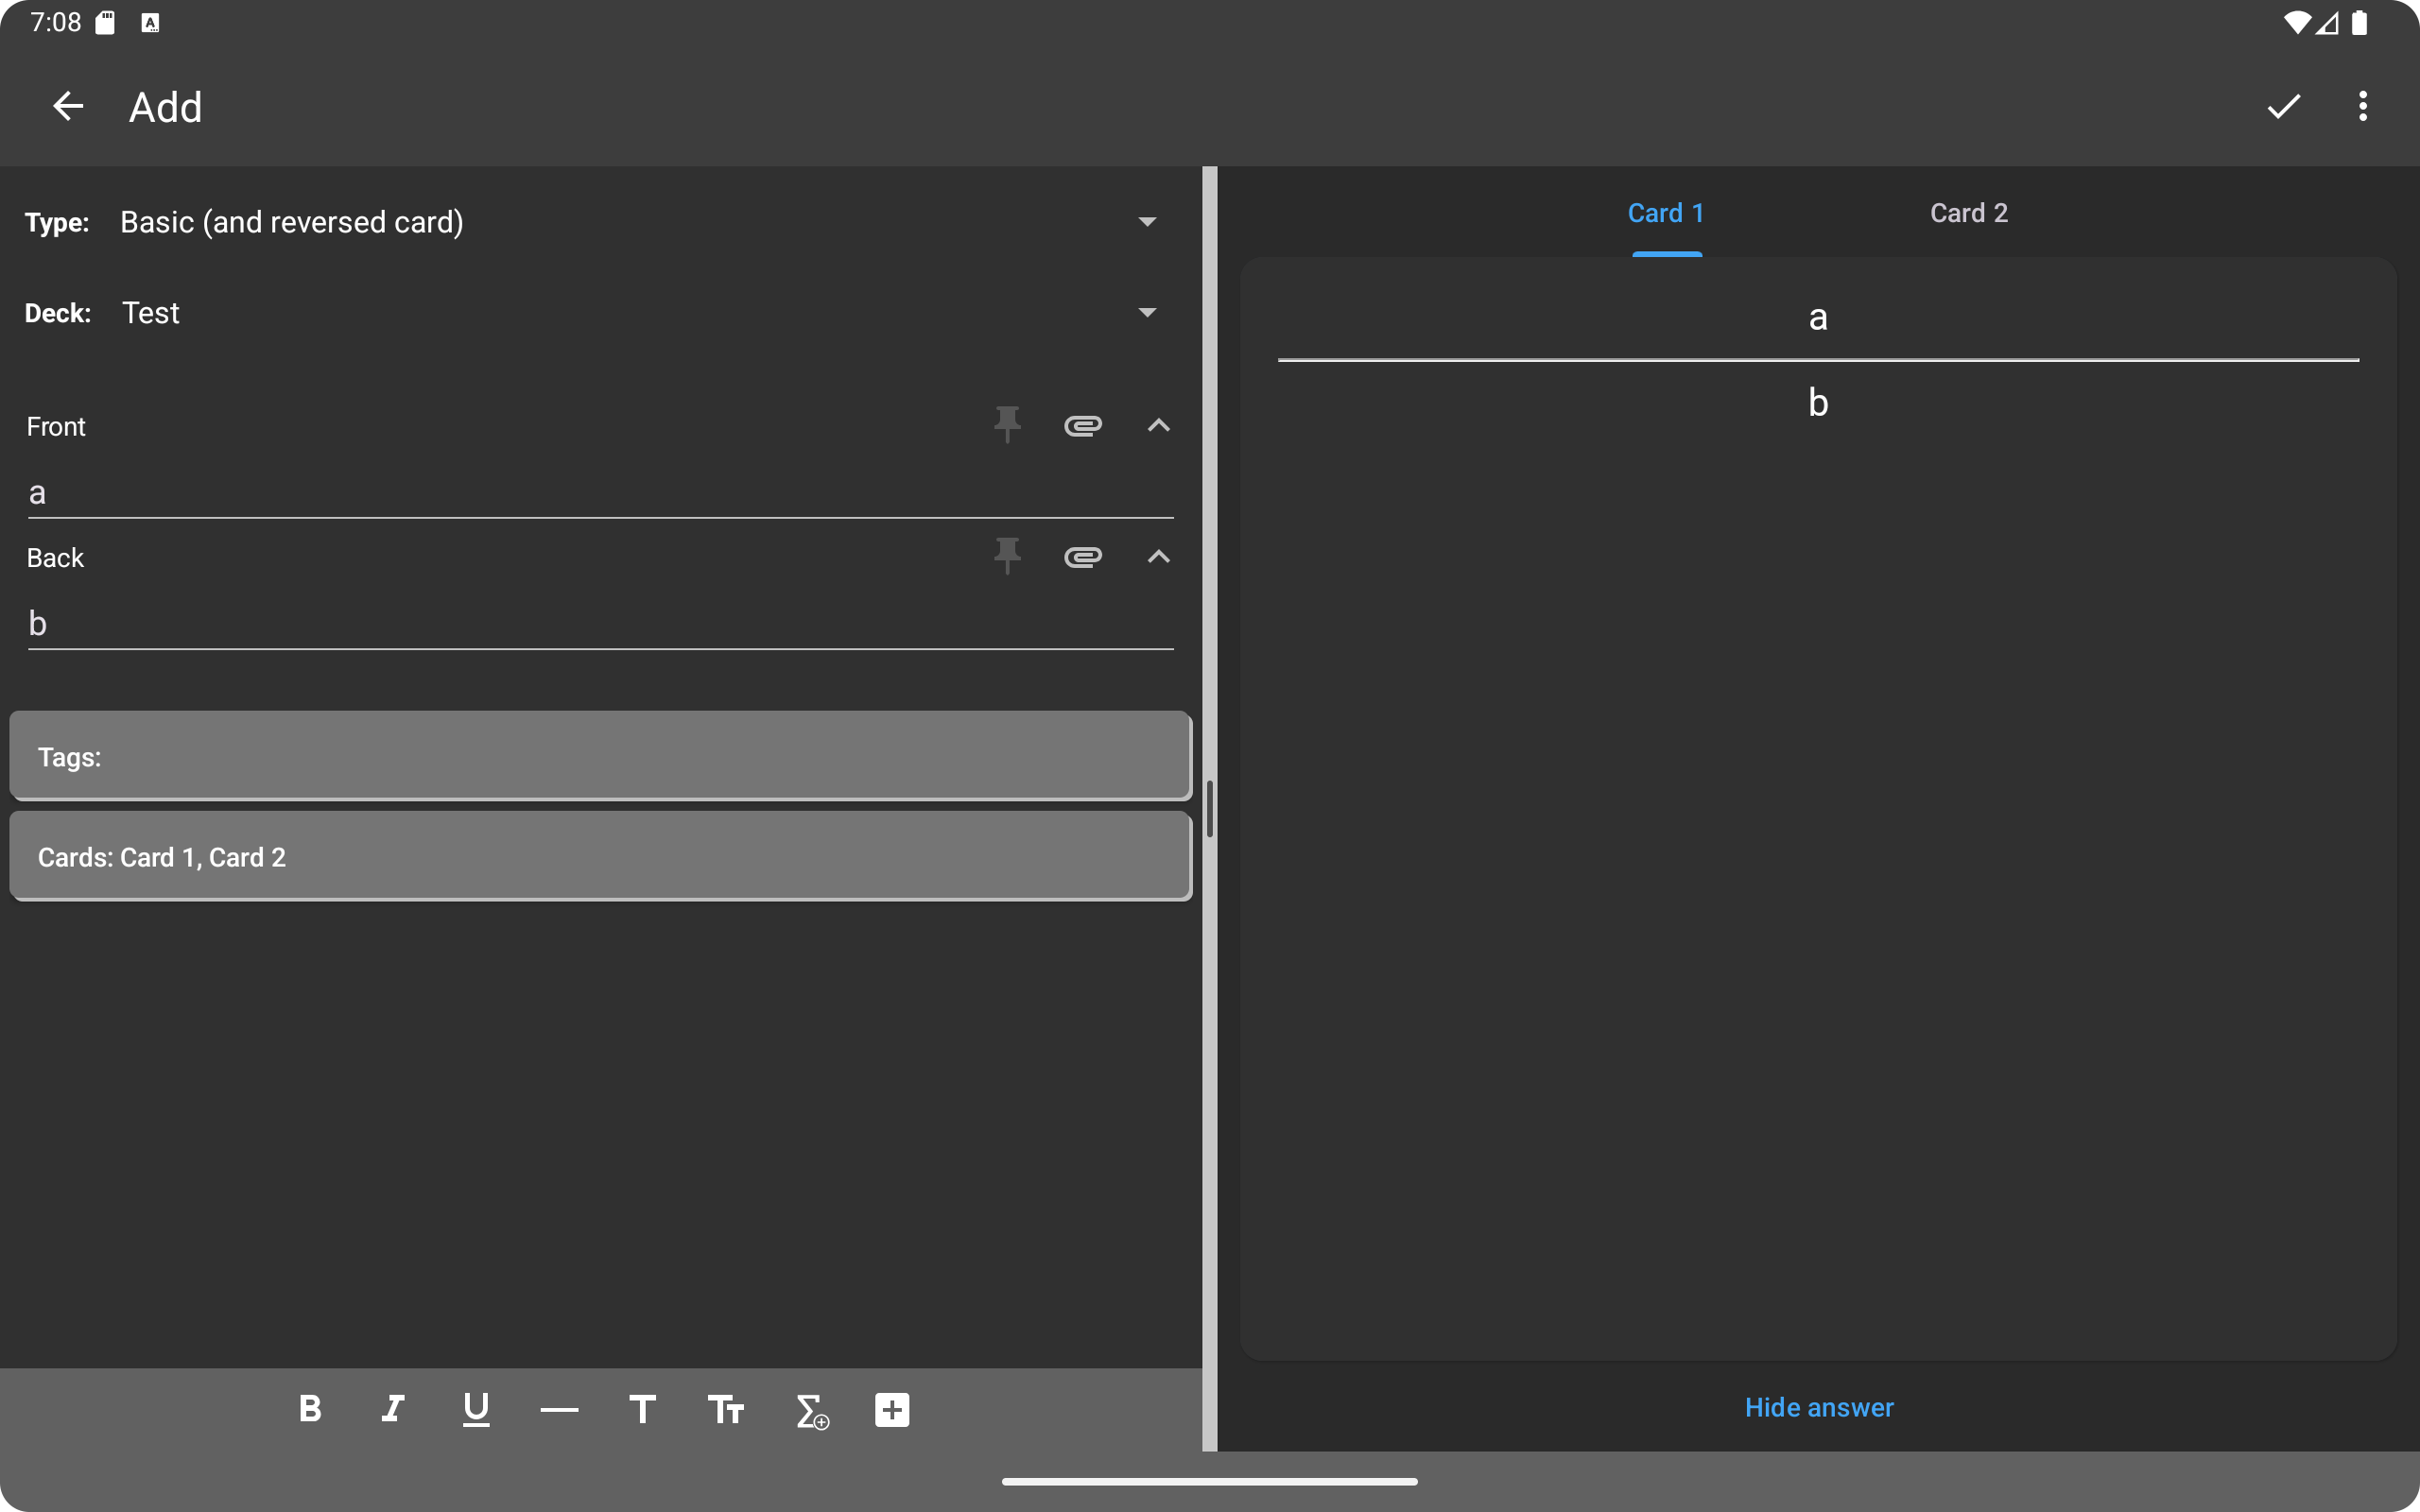 7:08
Add
Type: Basic (and reversed card)
Deck: Test
Front
a
Back
b
Tags:
Cards: Card 1, Card 2
Card 1 Card 2
a
b
Hide answer